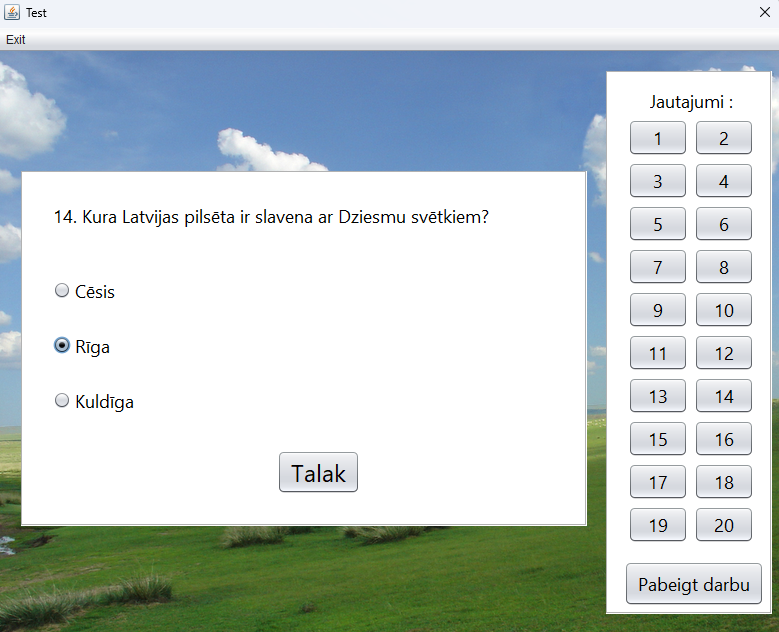 Test
Exit
14. Kura Latvijas pilsēta ir slavena ar Dziesmu svētkiem?
Cēsis
Rīga
Kuldīga
Talak
Jautajumi :
1 2
3 4
5 6
7 8
9 10
11 12
13 14
15 16
17 18
19 20
Pabeigt darbu